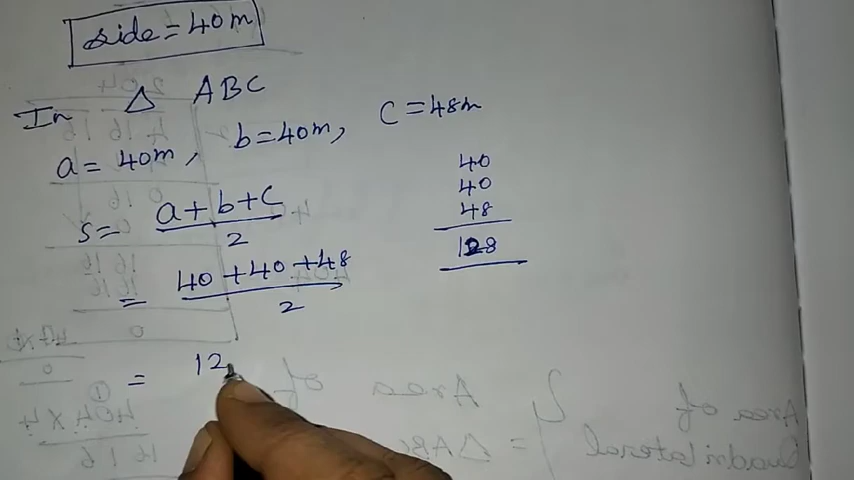 side = 40m
In △ ABC
a = 40m, b = 40m, C = 48m
s = a + b + c
2
= 40 + 40 + 48
2
= 12
40
40
48
128